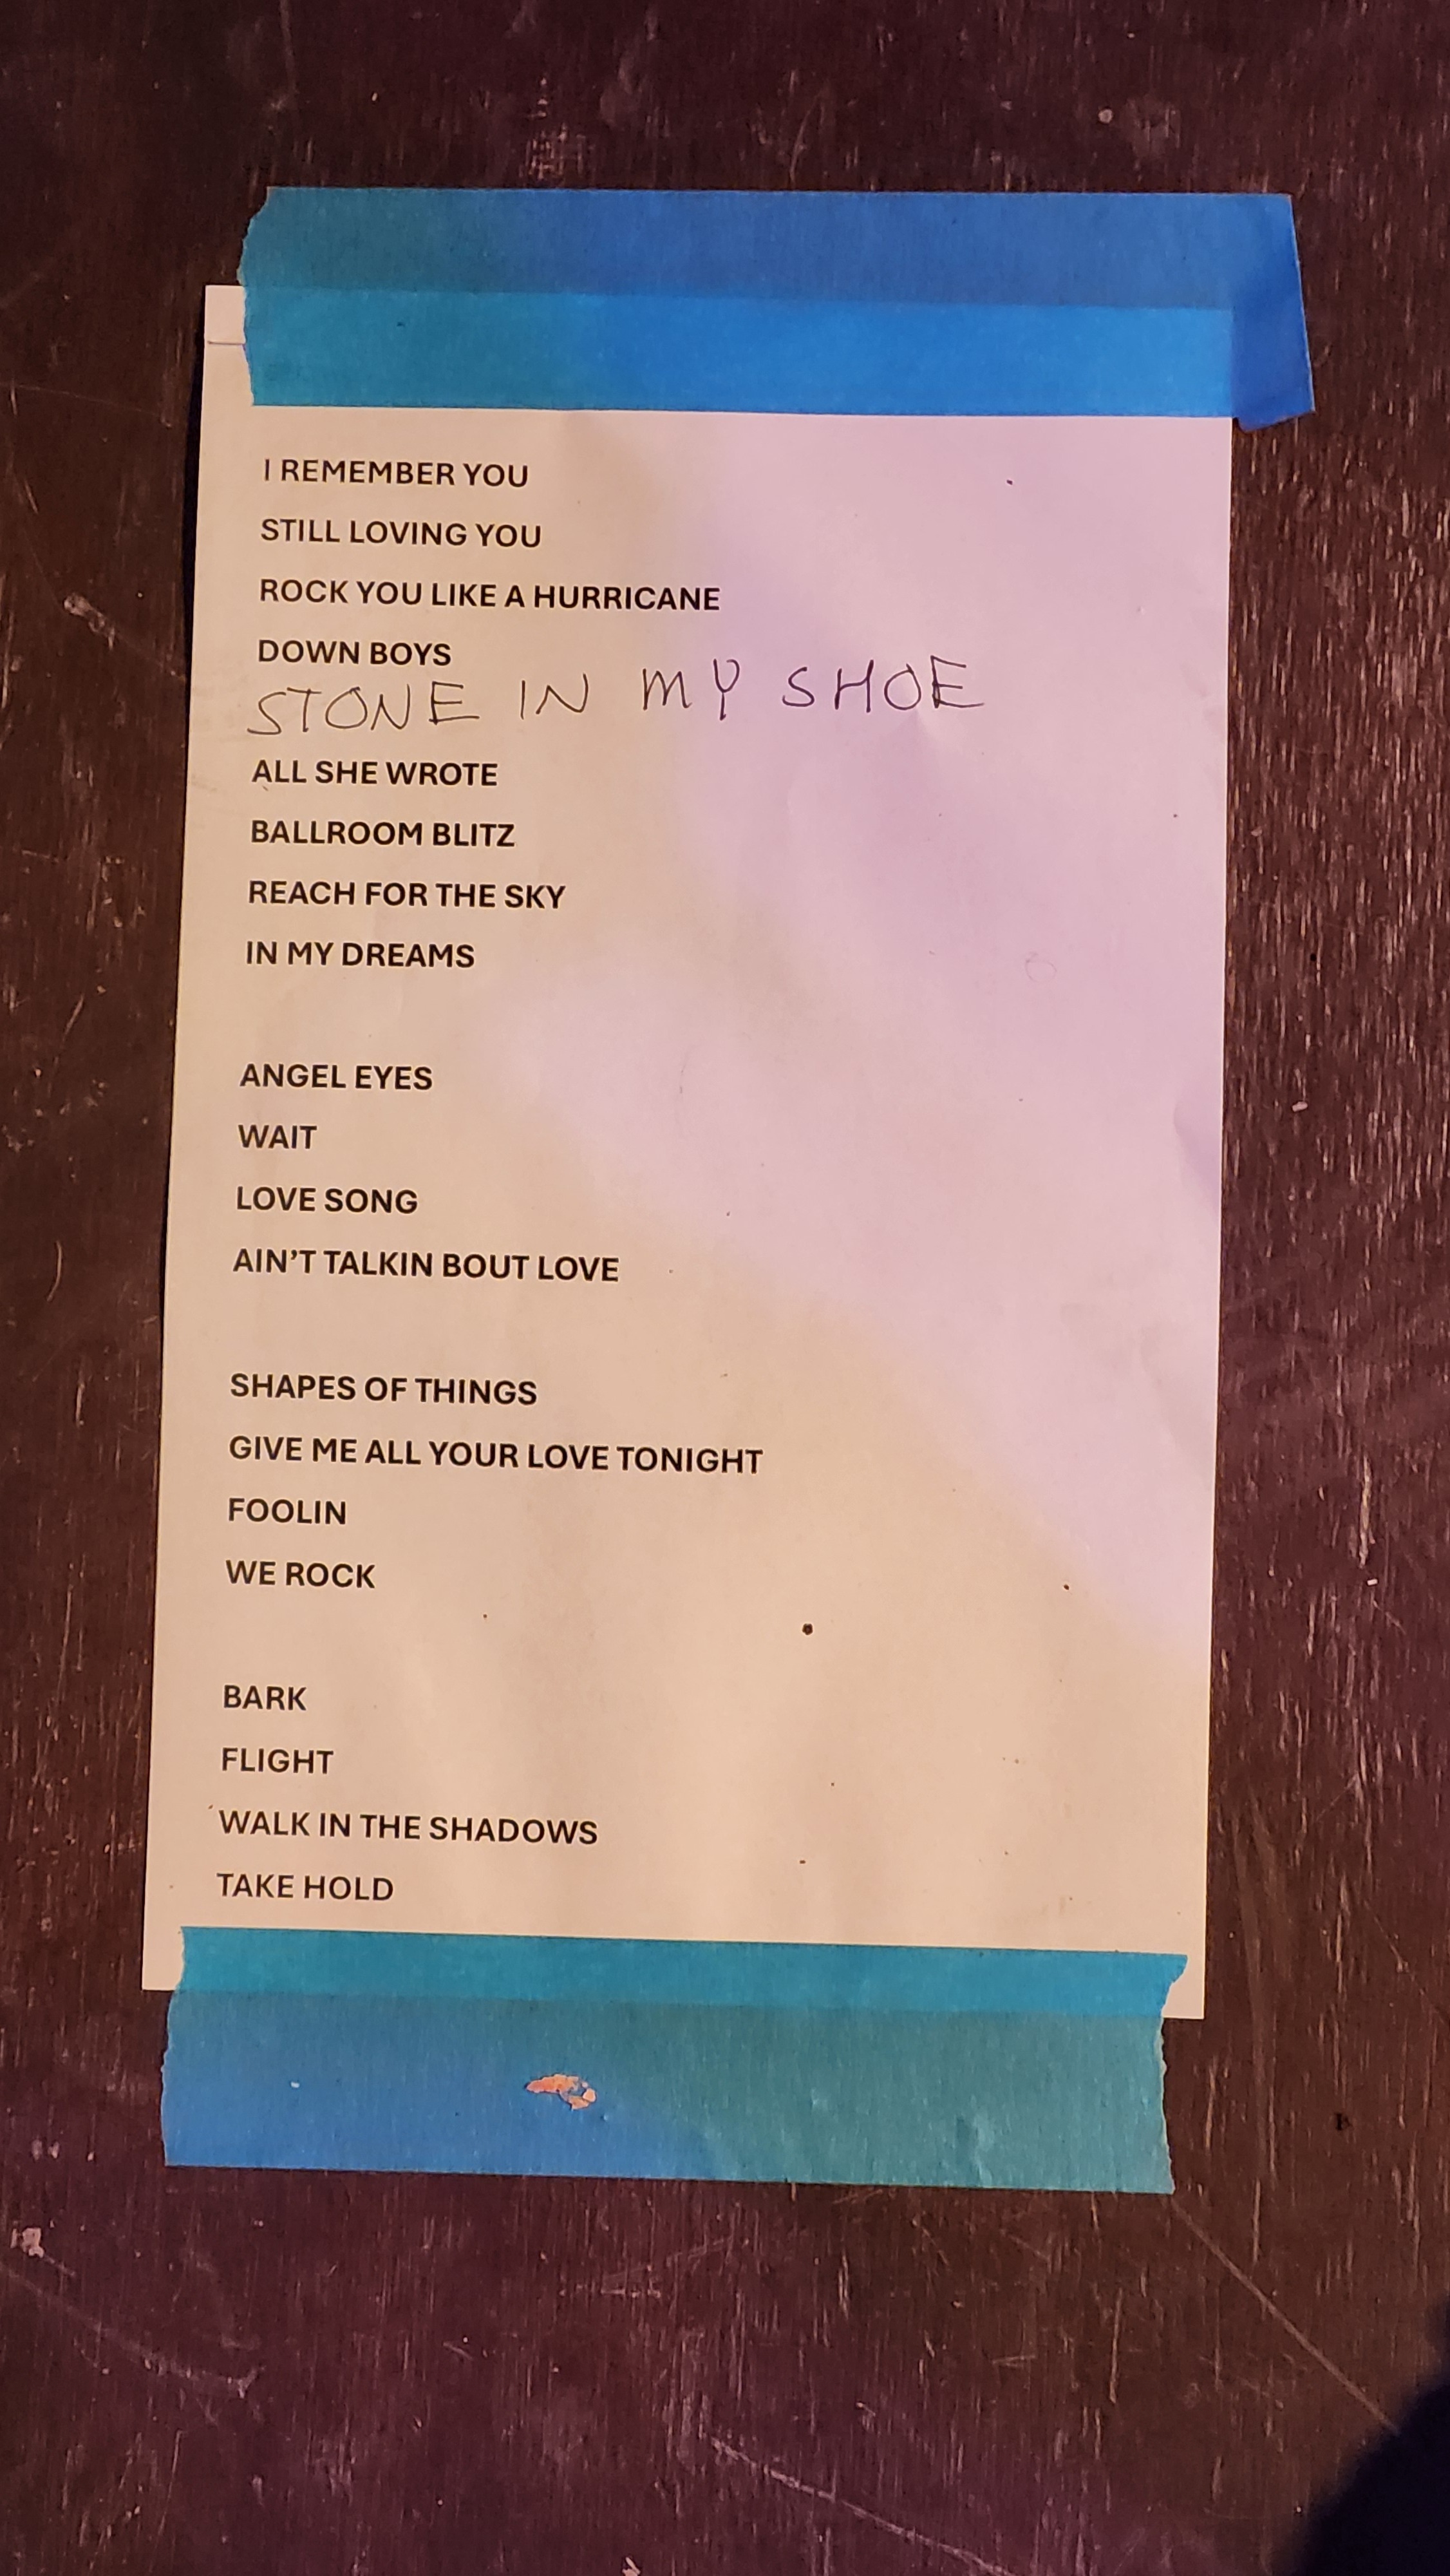 I REMEMBER YOU
STILL LOVING YOU
ROCK YOU LIKE A HURRICANE
DOWN BOYS
STONE IN MY SHOE
ALL SHE WROTE
BALLROOM BLITZ
REACH FOR THE SKY
IN MY DREAMS
ANGEL EYES
WAIT
LOVE SONG
AIN'T TALKIN BOUT LOVE
SHAPES OF THINGS
GIVE ME ALL YOUR LOVE TONIGHT
FOOLIN
WE ROCK
BARK
FLIGHT
WALK IN THE SHADOWS
TAKE HOLD